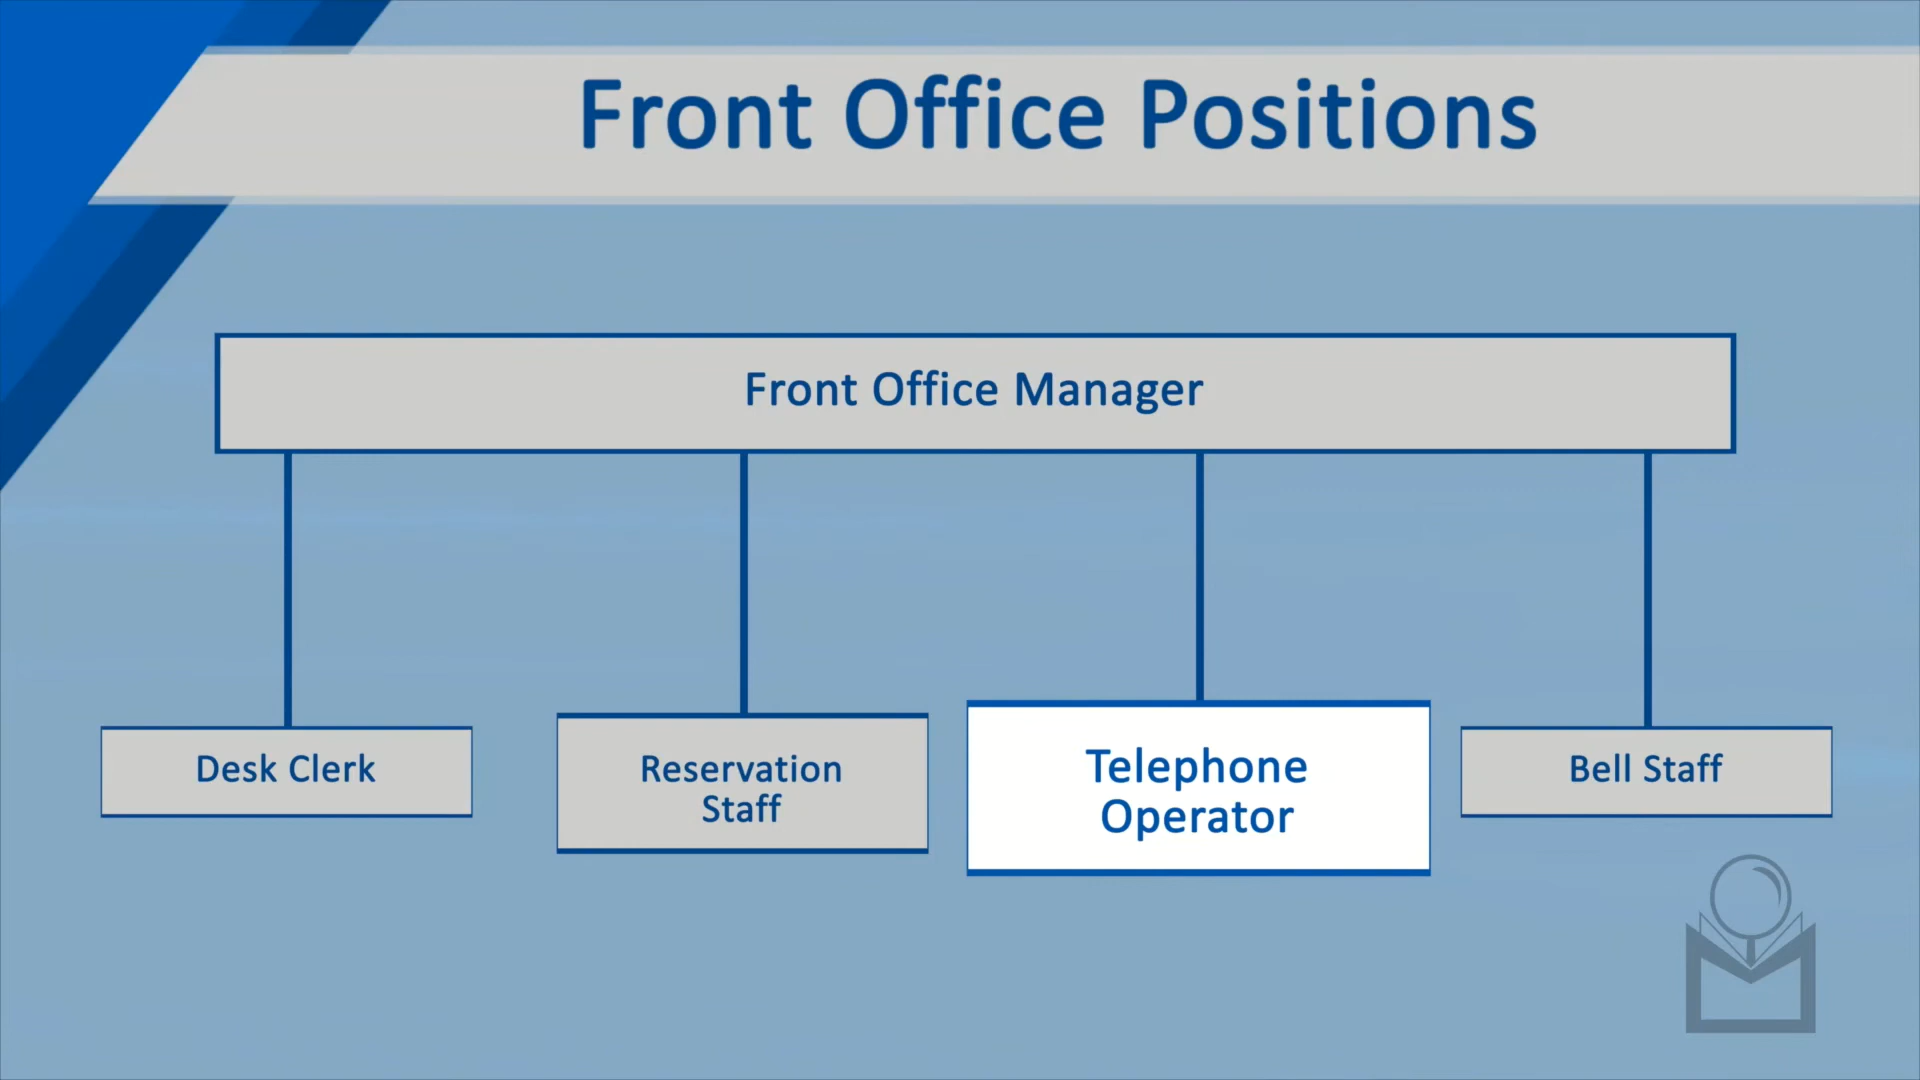 Front Office Positions
Front Office Manager
Desk Clerk
Reservation
Staff
Telephone
Operator
Bell Staff